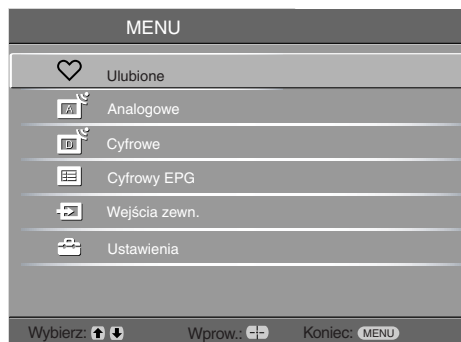 MENU
Ulubione
A Analogowe
D Cyfrowe
Cyfrowy EPG
Wejścia zewn.
Ustawienia
Wybierz: Wprow.: Koniec: MENU